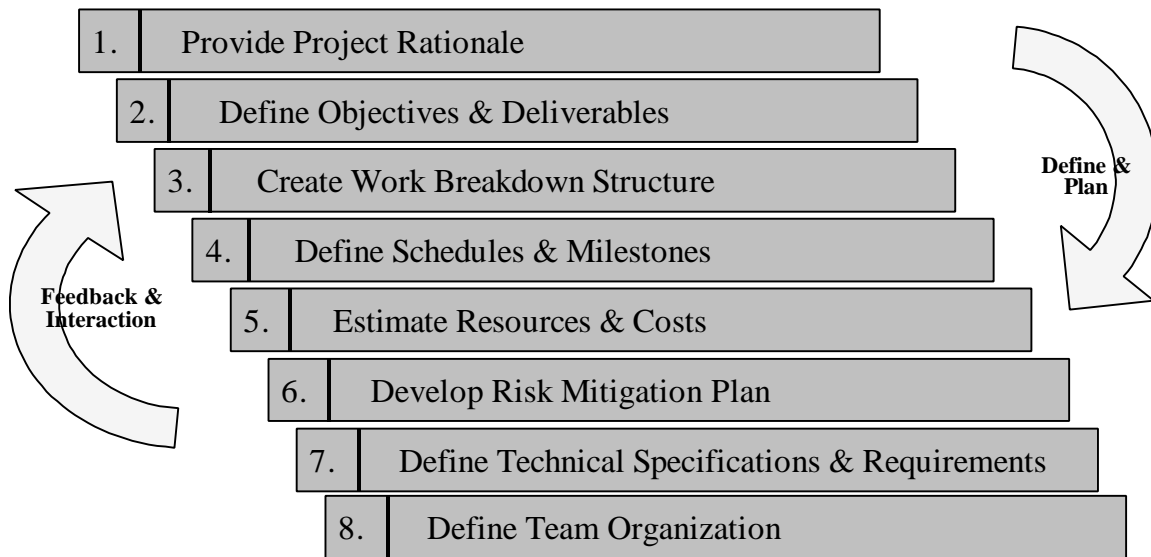 1. Provide Project Rationale
2. Define Objectives & Deliverables
3. Create Work Breakdown Structure
Define &
Plan
4. Define Schedules & Milestones
Feedback &
Interaction
5. Estimate Resources & Costs
6. Develop Risk Mitigation Plan
7. Define Technical Specifications & Requirements
8. Define Team Organization